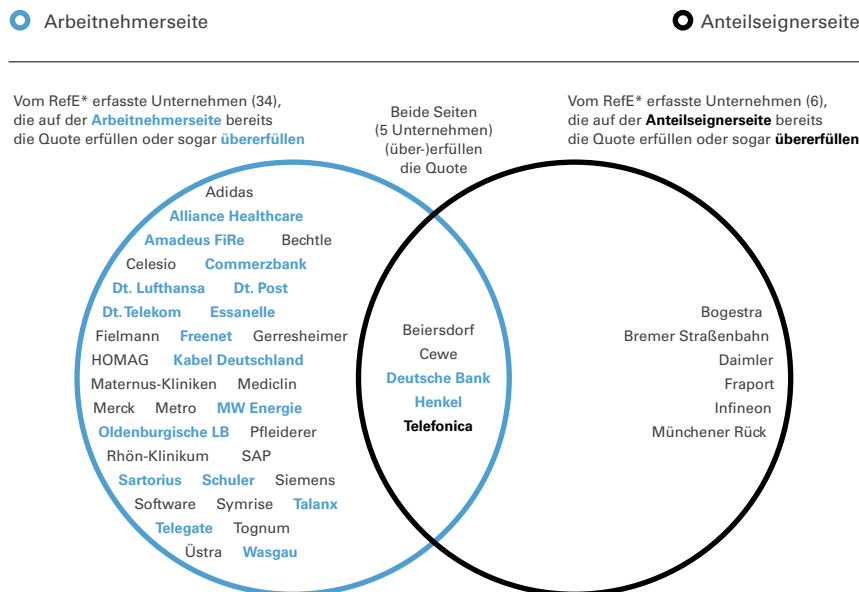 Arbeitnehmerseite
Anteilseignerseite
Vom RefE* erfasste Unternehmen (34),
die auf der Arbeitnehmerseite bereits
die Quote erfüllen oder sogar übererfüllen
Beide Seiten
(5 Unternehmen)
(über-)erfüllen
die Quote
Vom RefE* erfasste Unternehmen (6),
die auf der Anteilseignerseite bereits
die Quote erfüllen oder sogar übererfüllen
Adidas
Alliance Healthcare
Amadeus FiRe Bechtle
Celesio Commerzbank
Dt. Lufthansa Dt. Post
Dt. Telekom Essanelle
Fielmann Freenet Gerresheimer
HOMAG Kabel Deutschland
Maternus-Kliniken Mediclin
Merck Metro MW Energie
Oldenburgische LB Pfleiderer
Rhön-Klinikum SAP
Sartorius Schuler Siemens
Software Symrise Talanx
Telegate Tognum
Üstra Wasgau
Beiersdorf
Cewe
Deutsche Bank
Henkel
Telefonica
Bogestra
Bremer Straßenbahn
Daimler
Fraport
Infineon
Münchener Rück